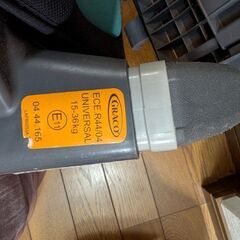 GRACO
ECE R44/04
UNIVERSAL
15-36kg
E11
04 44.165